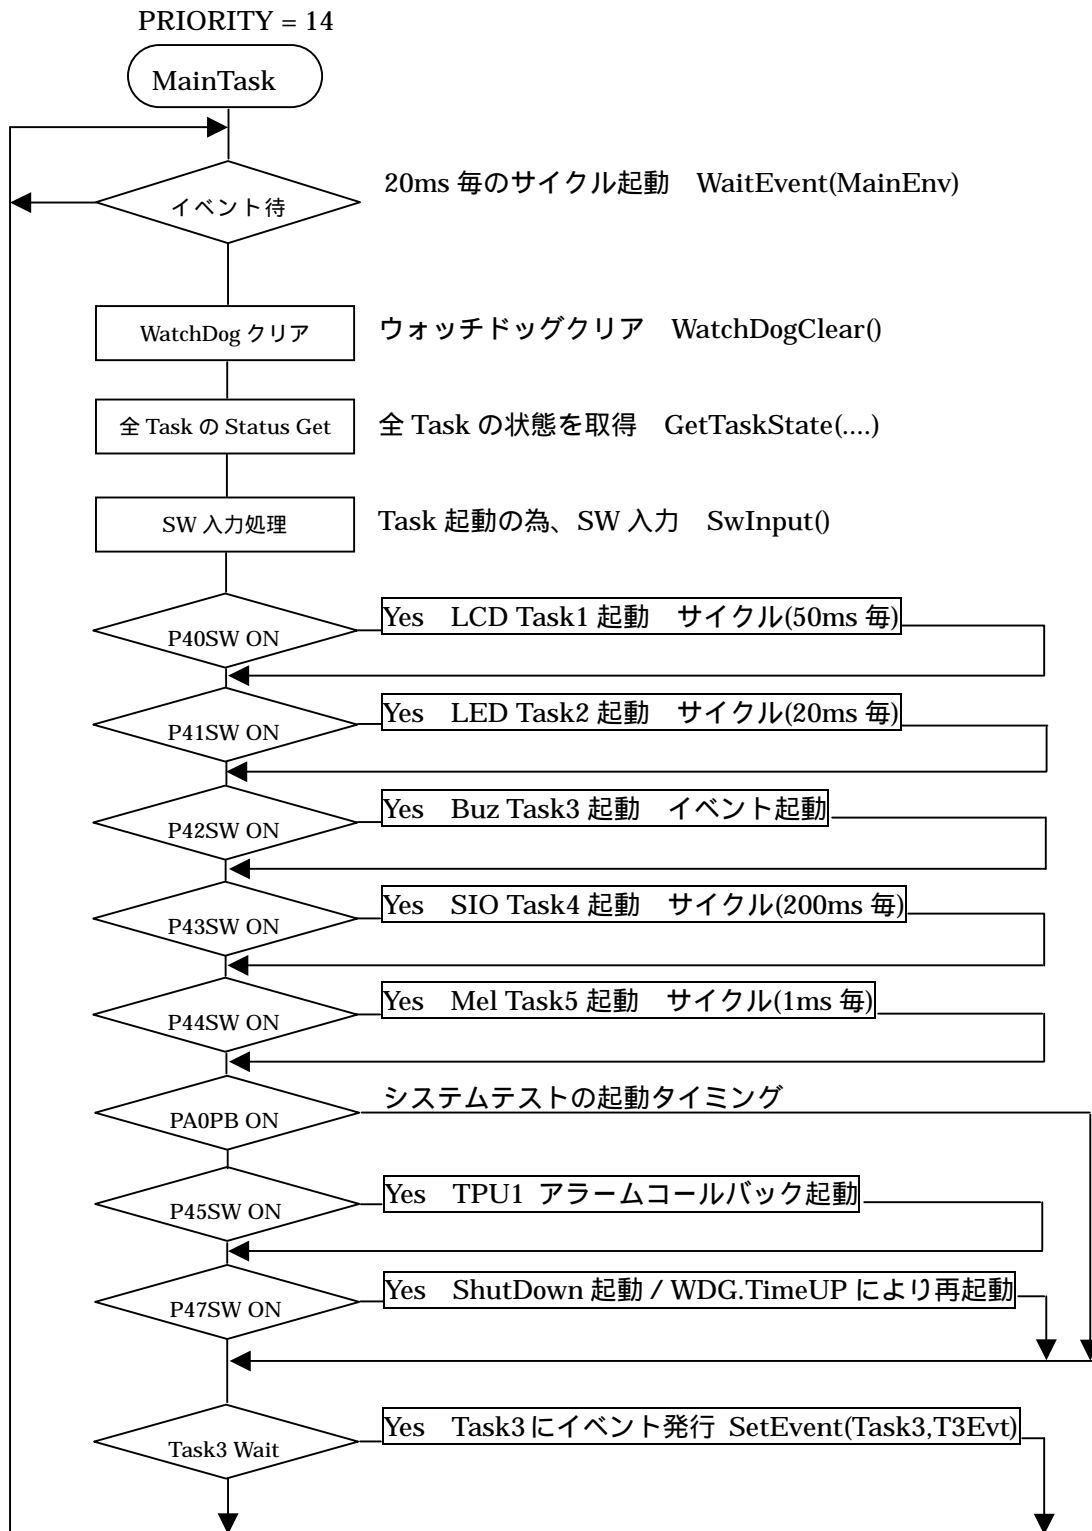 PRIORITY = 14
MainTask
20ms 毎のサイクル起動　WaitEvent(MainEnv)
イベント待
WatchDog クリア
ウォッチドッグクリア　WatchDogClear()
全 Task の Status Get
全 Task の状態を取得　GetTaskState(....)
SW 入力処理
Task 起動の為、SW 入力　SwInput()
Yes　LCD Task1 起動　サイクル(50ms 毎)
P40SW ON
Yes　LED Task2 起動　サイクル(20ms 毎)
P41SW ON
Yes　Buz Task3 起動　イベント起動
P42SW ON
Yes　SIO Task4 起動　サイクル(200ms 毎)
P43SW ON
Yes　Mel Task5 起動　サイクル(1ms 毎)
P44SW ON
システムテストの起動タイミング
PA0PB ON
Yes　TPU1 アラームコールバック起動
P45SW ON
Yes　ShutDown 起動 / WDG.TimeUP により再起動
P47SW ON
Yes　Task3 にイベント発行 SetEvent(Task3,T3Evt)
Task3 Wait